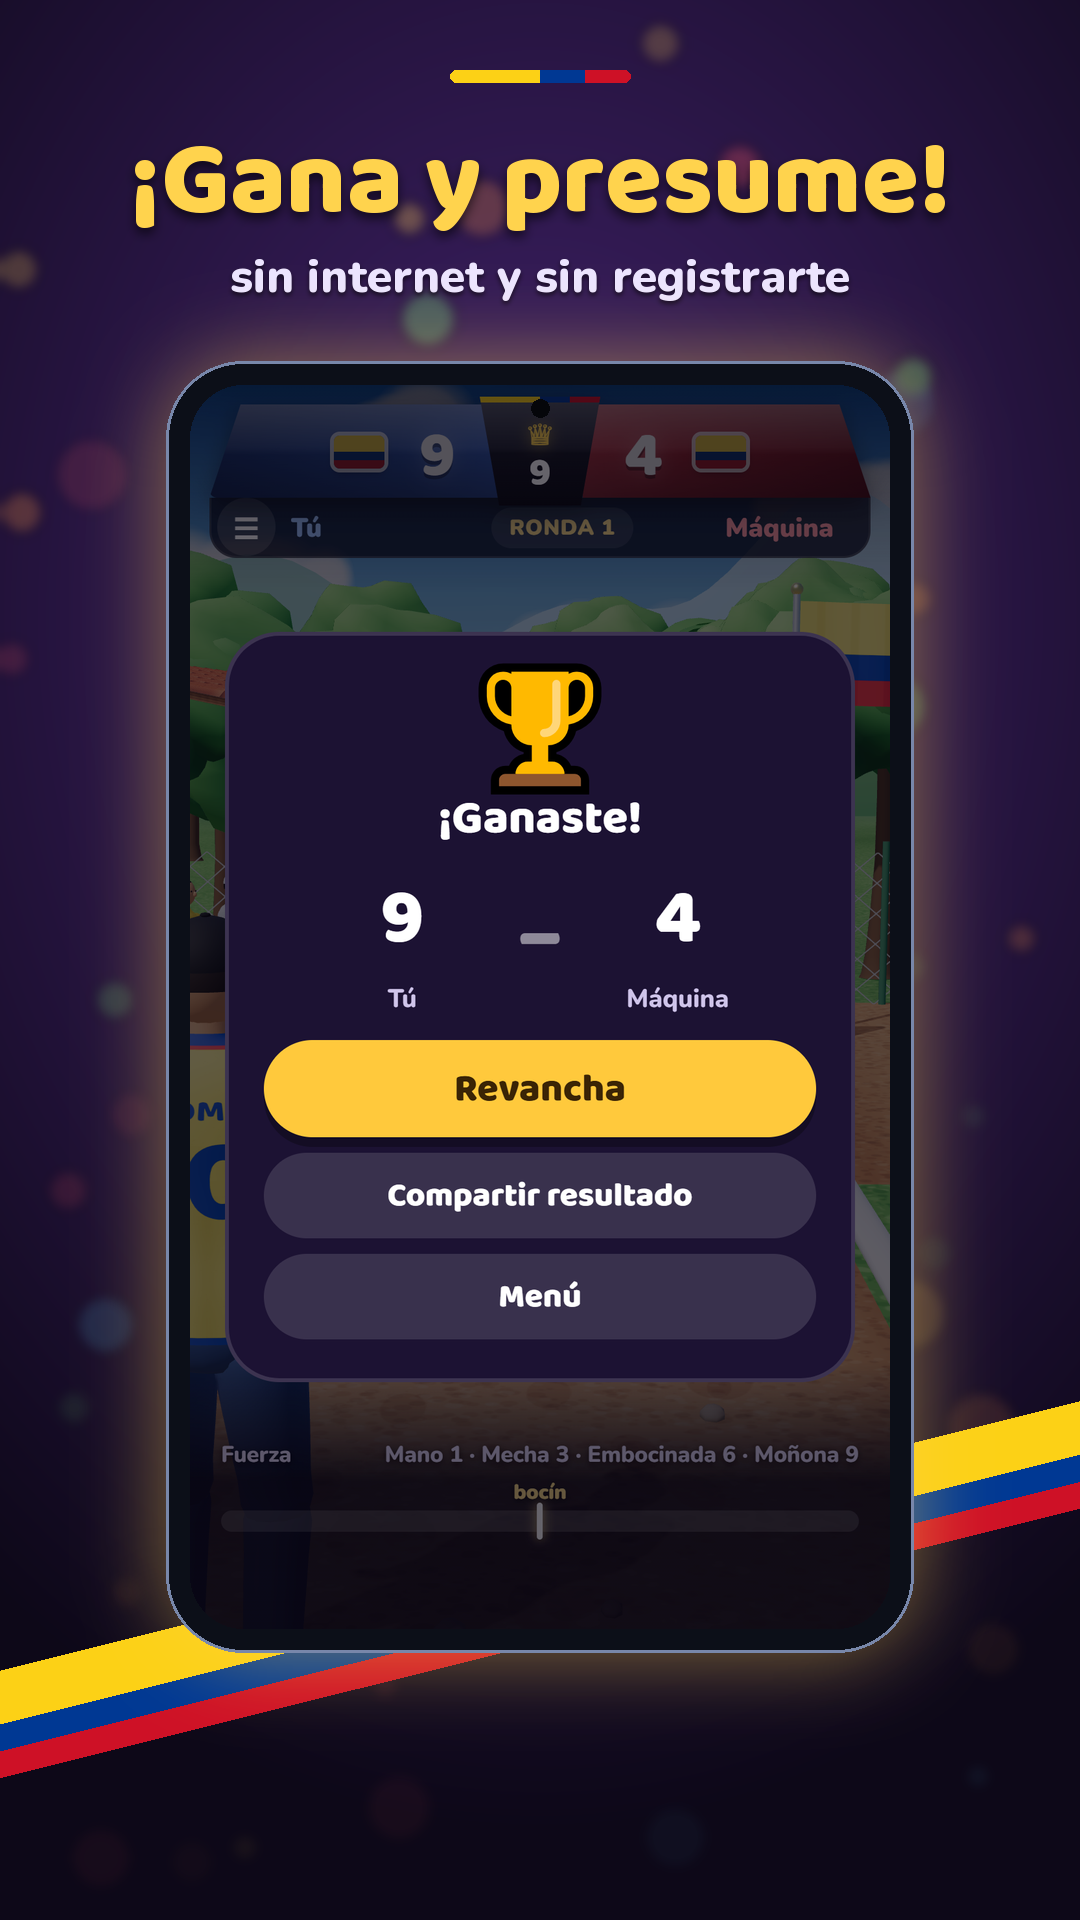 ¡Gana y presume!
sin internet y sin registrarte
9 9 4
Tú RONDA 1 Máquina
¡Ganaste!
9 - 4
Tú Máquina
Revancha
Compartir resultado
Menú
Fuerza Mano 1 · Mecha 3 · Embocinada 6 · Moñona 9
bocín